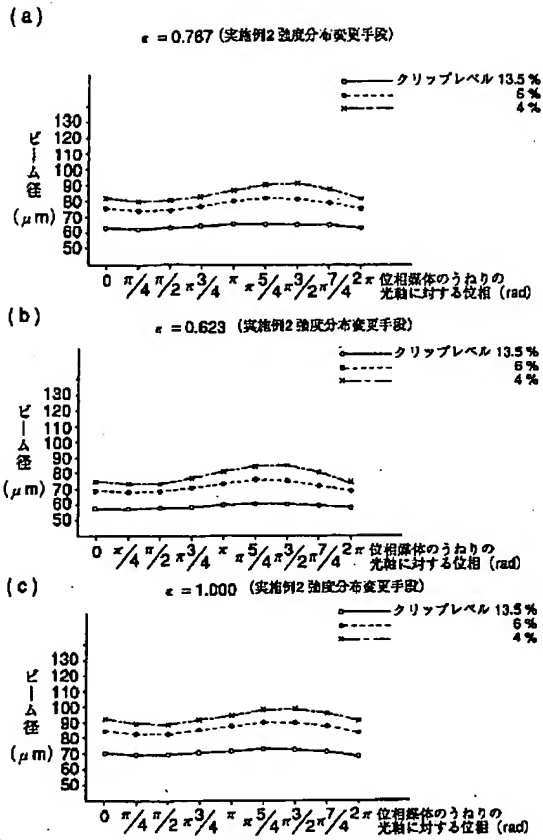 (a)
ε = 0.767 (実施例2 強度分布変更手段)
クリップレベル 13.5 %
6 %
4 %
130
120
110
100
90
80
70
60
50
ビーム径
(μm)
0 π/4 π/2 π3/4 π π5/4 π3/2 π7/4 2π 位相媒体のうねりの
光軸に対する位相 (rad)
(b)
ε = 0.623 (実施例2 強度分布変更手段)
クリップレベル 13.5 %
6 %
4 %
130
120
110
100
90
80
70
60
50
ビーム径
(μm)
0 π/4 π/2 π3/4 π π5/4 π3/2 π7/4 2π 位相媒体のうねりの
光軸に対する位相 (rad)
(c)
ε = 1.000 (実施例2 強度分布変更手段)
クリップレベル 13.5 %
6 %
4 %
130
120
110
100
90
80
70
60
50
ビーム径
(μm)
0 π/4 π/2 π3/4 π π5/4 π3/2 π7/4 2π 位相媒体のうねりの
光軸に対する位相 (rad)